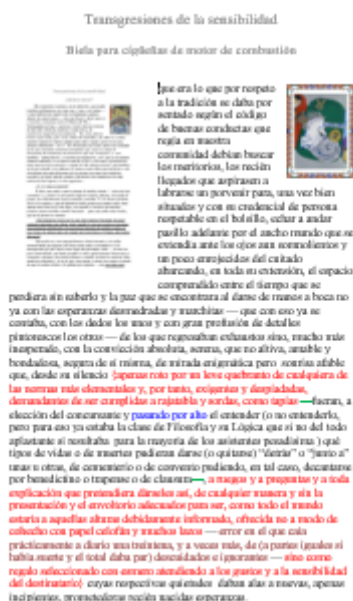 Transgresiones de la sensibilidad
Biela para cigüeñas de motor de combustión
que era lo que por respeto
a la tradición se daba por
sentado según el código
de buenas conductas que
regía en nuestra
comunidad debían buscar
los meritorios, los recién
llegados que aspirasen a
labrarse un porvenir para, una vez bien
situados y con su credencial de persona
respetable en el bolsillo, echar a andar
pasillo adelante por el ancho mundo que se
extendía ante los ojos aun somnolientos y
un poco enrojecidos del cuitado
abarcando, en toda su extensión, el espacio
comprendido entre el tiempo que se
perdiera sin saberlo y la paz que se encontrara al darse de manos a boca no
ya con las esperanzas desmedradas y marchitas — que con eso ya se
contaba, con los dedos los unos y con gran profusión de detalles
pintorescos los otros — de los que regresaban exhaustos sino, mucho más
inesperado, con la convicción absoluta, serena, que no altiva, amable y
bondadosa, segura de sí misma, de mirada enigmática pero sonrisa afable
que, desde su silencio {apenas roto por un leve quebranto de cualquiera de
las normas más elementales y, por tanto, exigentes y despiadadas,
demandantes de ser cumplidas a rajatabla y sordas, como tapias —fueran, a
elección del concursante y pasando por alto el entender (o no entenderlo,
pero para eso ya estaba la clase de Filosofía y su Lógica que si no del todo
aplastante sí resultaba para la mayoría de los asistentes pesadísima) qué
tipos de vidas o de muertes pudieran darse (o quitarse) "detrás" o "junto a"
unas u otras, de cementerio o de convento pudiendo, en tal caso, decantarse
por benedictino o trapense o de clausura—, a ruegos y a preguntas y a toda
explicación que pretendiera dárseles así, de cualquier manera y sin la
presentación y el envoltorio adecuados para ser, como todo el mundo
estaría a aquellas alturas debidamente informado, ofrecida no a modo de
cohecho con papel celofán y muchos lazos —error en el que caía
prácticamente a diario una treintena, y a veces más, de (a partes iguales si
había suerte y el total daba par) descuidados e ignorantes — sino como
regalo seleccionado con esmero atendiendo a los gustos y a la sensibilidad
del destinatario} cuyas respectivas quietudes daban alas a nuevas, apenas
incipientes, prometedoras recién nacidas esperanzas.